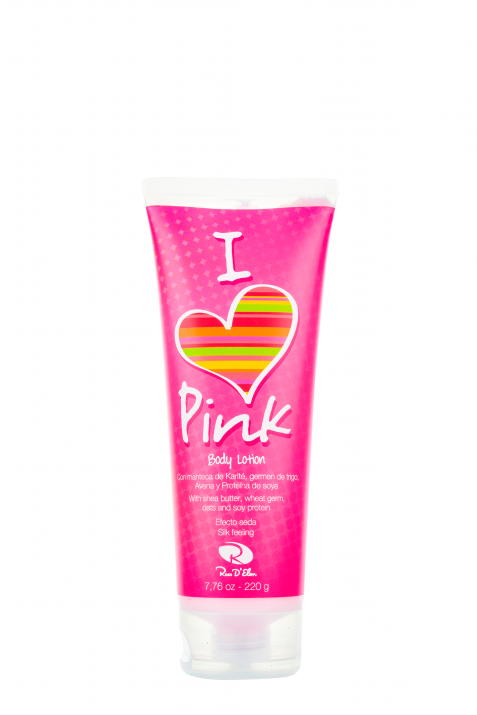 I
Pink
Body Lotion
Con manteca de Karité, germen de trigo,
Avena y Proteína de soya
With shea butter, wheat germ,
oats and soy protein
Efecto seda
Silk feeling
R
7,76 oz - 220 g